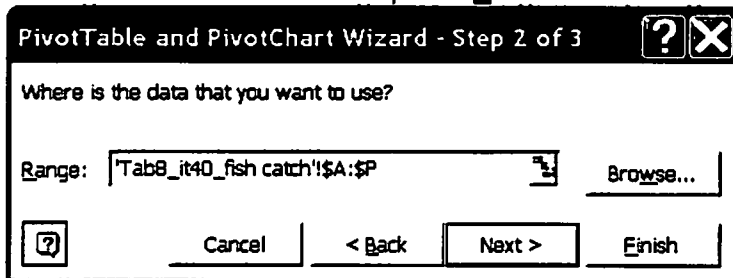 PivotTable and PivotChart Wizard - Step 2 of 3
Where is the data that you want to use?
Range: 'Tab8_it40_fish catch'!$A:$P Browse...
Cancel < Back Next > Finish